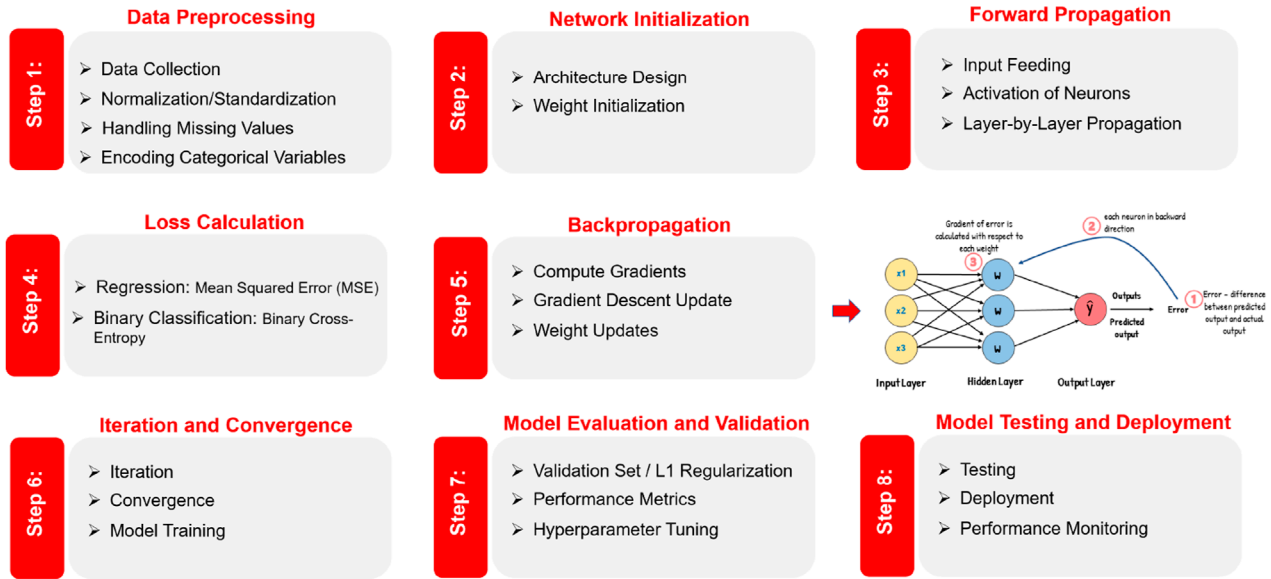 Data Preprocessing
Step 1:
➢ Data Collection
➢ Normalization/Standardization
➢ Handling Missing Values
➢ Encoding Categorical Variables
Network Initialization
Step 2:
➢ Architecture Design
➢ Weight Initialization
Forward Propagation
Step 3:
➢ Input Feeding
➢ Activation of Neurons
➢ Layer-by-Layer Propagation
Loss Calculation
Step 4:
➢ Regression: Mean Squared Error (MSE)
➢ Binary Classification: Binary Cross-
Entropy
Backpropagation
Step 5:
➢ Compute Gradients
➢ Gradient Descent Update
➢ Weight Updates
Gradient of error is
calculated with respect to
each weight
3
2
each neuron in backward
direction
x1
x2
x3
w
w
w
ŷ
Outputs
Predicted
output
Error
1
Error - difference
between predicted
output and actual
output
Input Layer
Hidden Layer
Output Layer
Iteration and Convergence
Step 6:
➢ Iteration
➢ Convergence
➢ Model Training
Model Evaluation and Validation
Step 7:
➢ Validation Set / L1 Regularization
➢ Performance Metrics
➢ Hyperparameter Tuning
Model Testing and Deployment
Step 8:
➢ Testing
➢ Deployment
➢ Performance Monitoring